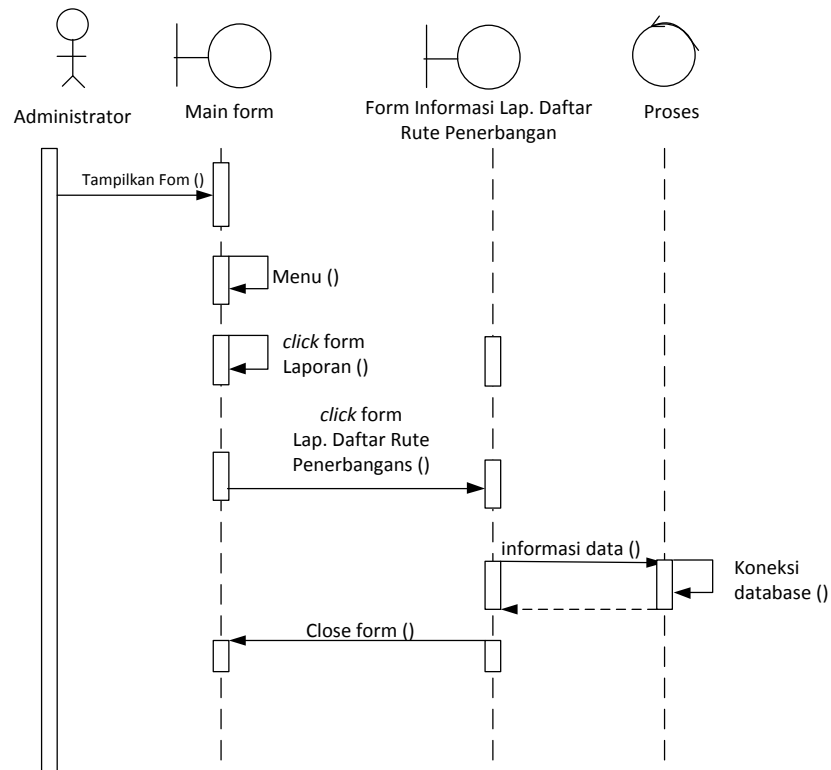 Administrator
Main form
Form Informasi Lap. Daftar
Rute Penerbangan
Proses
Tampilkan Fom ()
Menu ()
click form
Laporan ()
click form
Lap. Daftar Rute
Penerbangans ()
informasi data ()
Koneksi
database ()
Close form ()